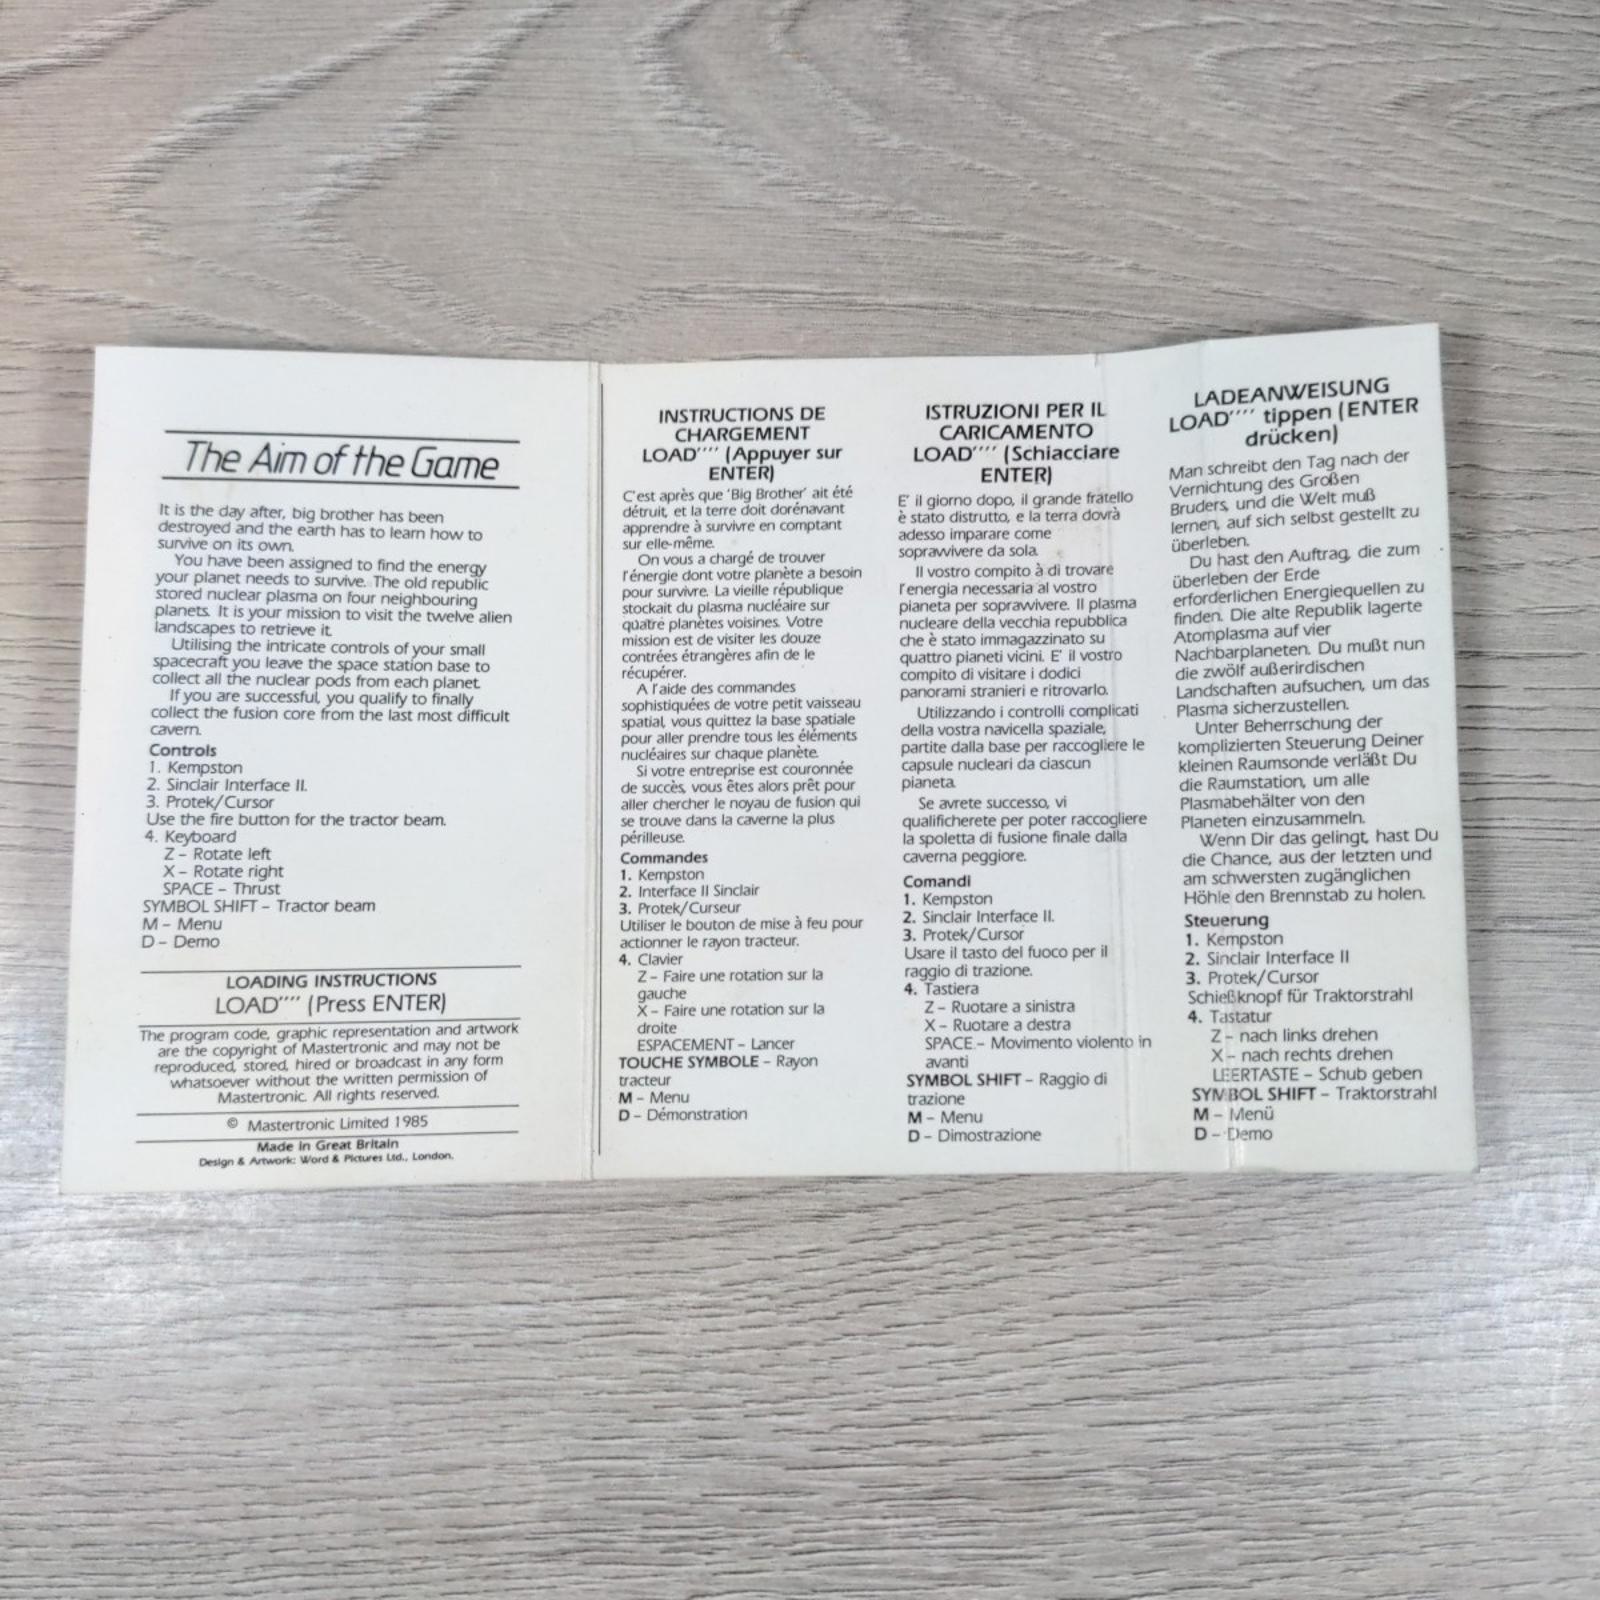 The Aim of the Game
It is the day after, big brother has been
destroyed and the earth has to learn how to
survive on its own.
You have been assigned to find the energy
your planet needs to survive. The old republic
stored nuclear plasma on four neighbouring
planets. It is your mission to visit the twelve alien
landscapes to retrieve it.
Utilising the intricate controls of your small
spacecraft you leave the space station base to
collect all the nuclear pods from each planet.
If you are successful, you qualify to finally
collect the fusion core from the last most difficult
cavern.
Controls
1. Kempston
2. Sinclair Interface II.
3. Protek/Cursor
Use the fire button for the tractor beam.
4. Keyboard
Z – Rotate left
X – Rotate right
SPACE – Thrust
SYMBOL SHIFT – Tractor beam
M – Menu
D – Demo
LOADING INSTRUCTIONS
LOAD'''' (Press ENTER)
The program code, graphic representation and artwork
are the copyright of Mastertronic and may not be
reproduced, stored, hired or broadcast in any form
whatsoever without the written permission of
Mastertronic. All rights reserved.
© Mastertronic Limited 1985
Made in Great Britain
Design & Artwork: Word & Pictures Ltd., London.
INSTRUCTIONS DE
CHARGEMENT
LOAD'''' (Appuyer sur
ENTER)
C'est après que 'Big Brother' ait été
détruit, et la terre doit dorénavant
apprendre à survivre en comptant
sur elle-même.
On vous a chargé de trouver
l'énergie dont votre planète a besoin
pour survivre. La vieille république
stockait du plasma nucléaire sur
quatre planètes voisines. Votre
mission est de visiter les douze
contrées étrangères afin de le
récupérer.
A l'aide des commandes
sophistiquées de votre petit vaisseau
spatial, vous quittez la base spatiale
pour aller prendre tous les éléments
nucléaires sur chaque planète.
Si votre entreprise est couronnée
de succès, vous êtes alors prêt pour
aller chercher le noyau de fusion qui
se trouve dans la caverne la plus
périlleuse.
Commandes
1. Kempston
2. Interface II Sinclair
3. Protek/Curseur
Utiliser le bouton de mise à feu pour
actionner le rayon tracteur.
4. Clavier
Z – Faire une rotation sur la
gauche
X – Faire une rotation sur la
droite
ESPACEMENT – Lancer
TOUCHE SYMBOLE – Rayon
tracteur
M – Menu
D – Démonstration
ISTRUZIONI PER IL
CARICAMENTO
LOAD'''' (Schiacciare
ENTER)
E' il giorno dopo, il grande fratello
è stato distrutto, e la terra dovrà
adesso imparare come
sopravvivere da sola.
Il vostro compito à di trovare
l'energia necessaria al vostro
pianeta per sopravvivere. Il plasma
nucleare della vecchia repubblica
che è stato immagazzinato su
quattro pianeti vicini. E' il vostro
compito di visitare i dodici
panorami stranieri e ritrovarlo.
Utilizzando i controlli complicati
della vostra navicella spaziale,
partite dalla base per raccogliere le
capsule nucleari da ciascun
pianeta.
Se avrete successo, vi
qualificherete per poter raccogliere
la spoletta di fusione finale dalla
caverna peggiore.
Comandi
1. Kempston
2. Sinclair Interface II.
3. Protek/Cursor
Usare il tasto del fuoco per il
raggio di trazione.
4. Tastiera
Z – Ruotare a sinistra
X – Ruotare a destra
SPACE – Movimento violento in
avanti
SYMBOL SHIFT – Raggio di
trazione
M – Menu
D – Dimostrazione
LADEANWEISUNG
LOAD'''' tippen (ENTER
drücken)
Man schreibt den Tag nach der
Vernichtung des Großen
Bruders, und die Welt muß
lernen, auf sich selbst gestellt zu
überleben.
Du hast den Auftrag, die zum
überleben der Erde
erforderlichen Energiequellen zu
finden. Die alte Republik lagerte
Atomplasma auf vier
Nachbarplaneten. Du mußt nun
die zwölf außerirdischen
Landschaften aufsuchen, um das
Plasma sicherzustellen.
Unter Beherrschung der
komplizierten Steuerung Deiner
kleinen Raumsonde verläßt Du
die Raumstation, um alle
Plasmabehälter von den
Planeten einzusammeln.
Wenn Dir das gelingt, hast Du
die Chance, aus der letzten und
am schwersten zugänglichen
Höhle den Brennstab zu holen.
Steuerung
1. Kempston
2. Sinclair Interface II
3. Protek/Cursor
Schießknopf für Traktorstrahl
4. Tastatur
Z – nach links drehen
X – nach rechts drehen
LEERTASTE – Schub geben
SYMBOL SHIFT – Traktorstrahl
M – Menü
D – Demo